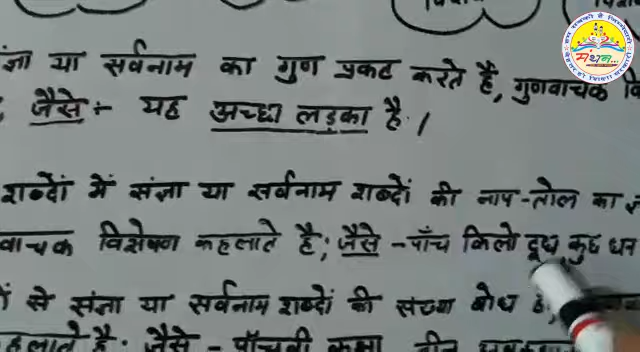 ज्ञा या सर्वनाम का गुण प्रकट करते है, गुणवाचक वि
जैसे :- यह अच्छा लड़का है।
शब्दों में संज्ञा या सर्वनाम शब्दों की नाप-तोल का
वाचक विशेषण कहलाते है; जैसे - पाँच किलो दूध, कुछ धन
से संज्ञा या सर्वनाम शब्दों की संख्या बोध
हलाते है. जैसे - पाँचवी कक्षा तीन
मंथन...